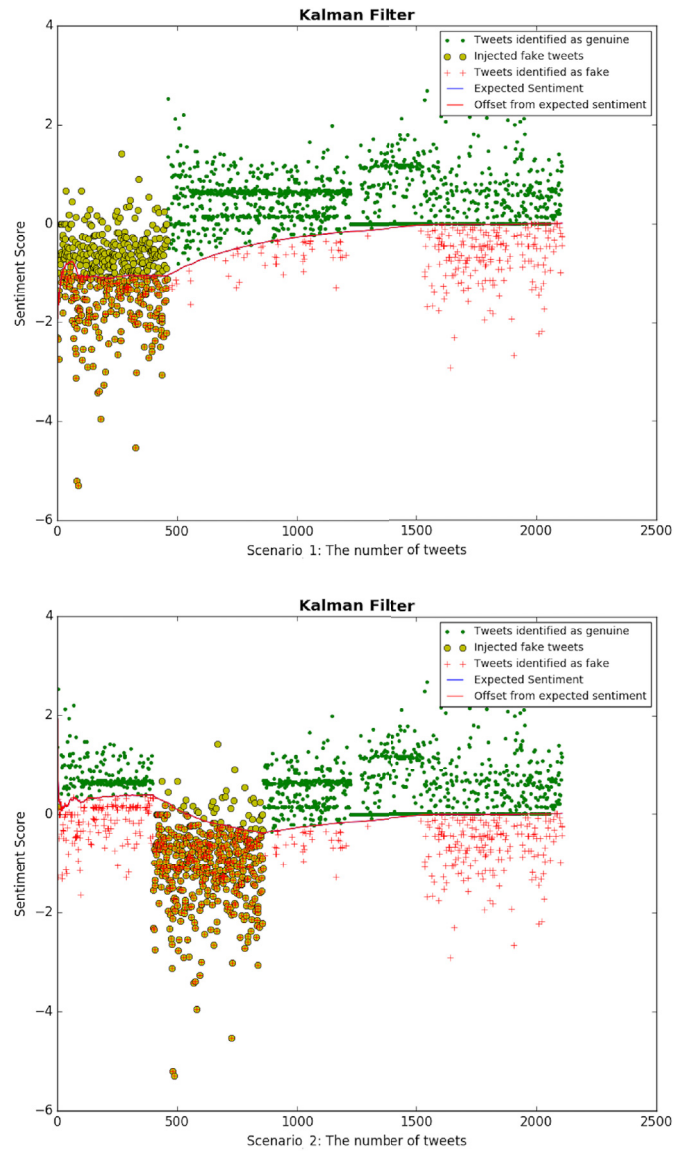 Kalman Filter
4
2
0
−2
−4
−6
Sentiment Score
Tweets identified as genuine
Injected fake tweets
Tweets identified as fake
Expected Sentiment
Offset from expected sentiment
0 500 1000 1500 2000 2500
Scenario 1: The number of tweets
Kalman Filter
4
2
0
−2
−4
−6
Sentiment Score
Tweets identified as genuine
Injected fake tweets
Tweets identified as fake
Expected Sentiment
Offset from expected sentiment
0 500 1000 1500 2000 2500
Scenario 2: The number of tweets